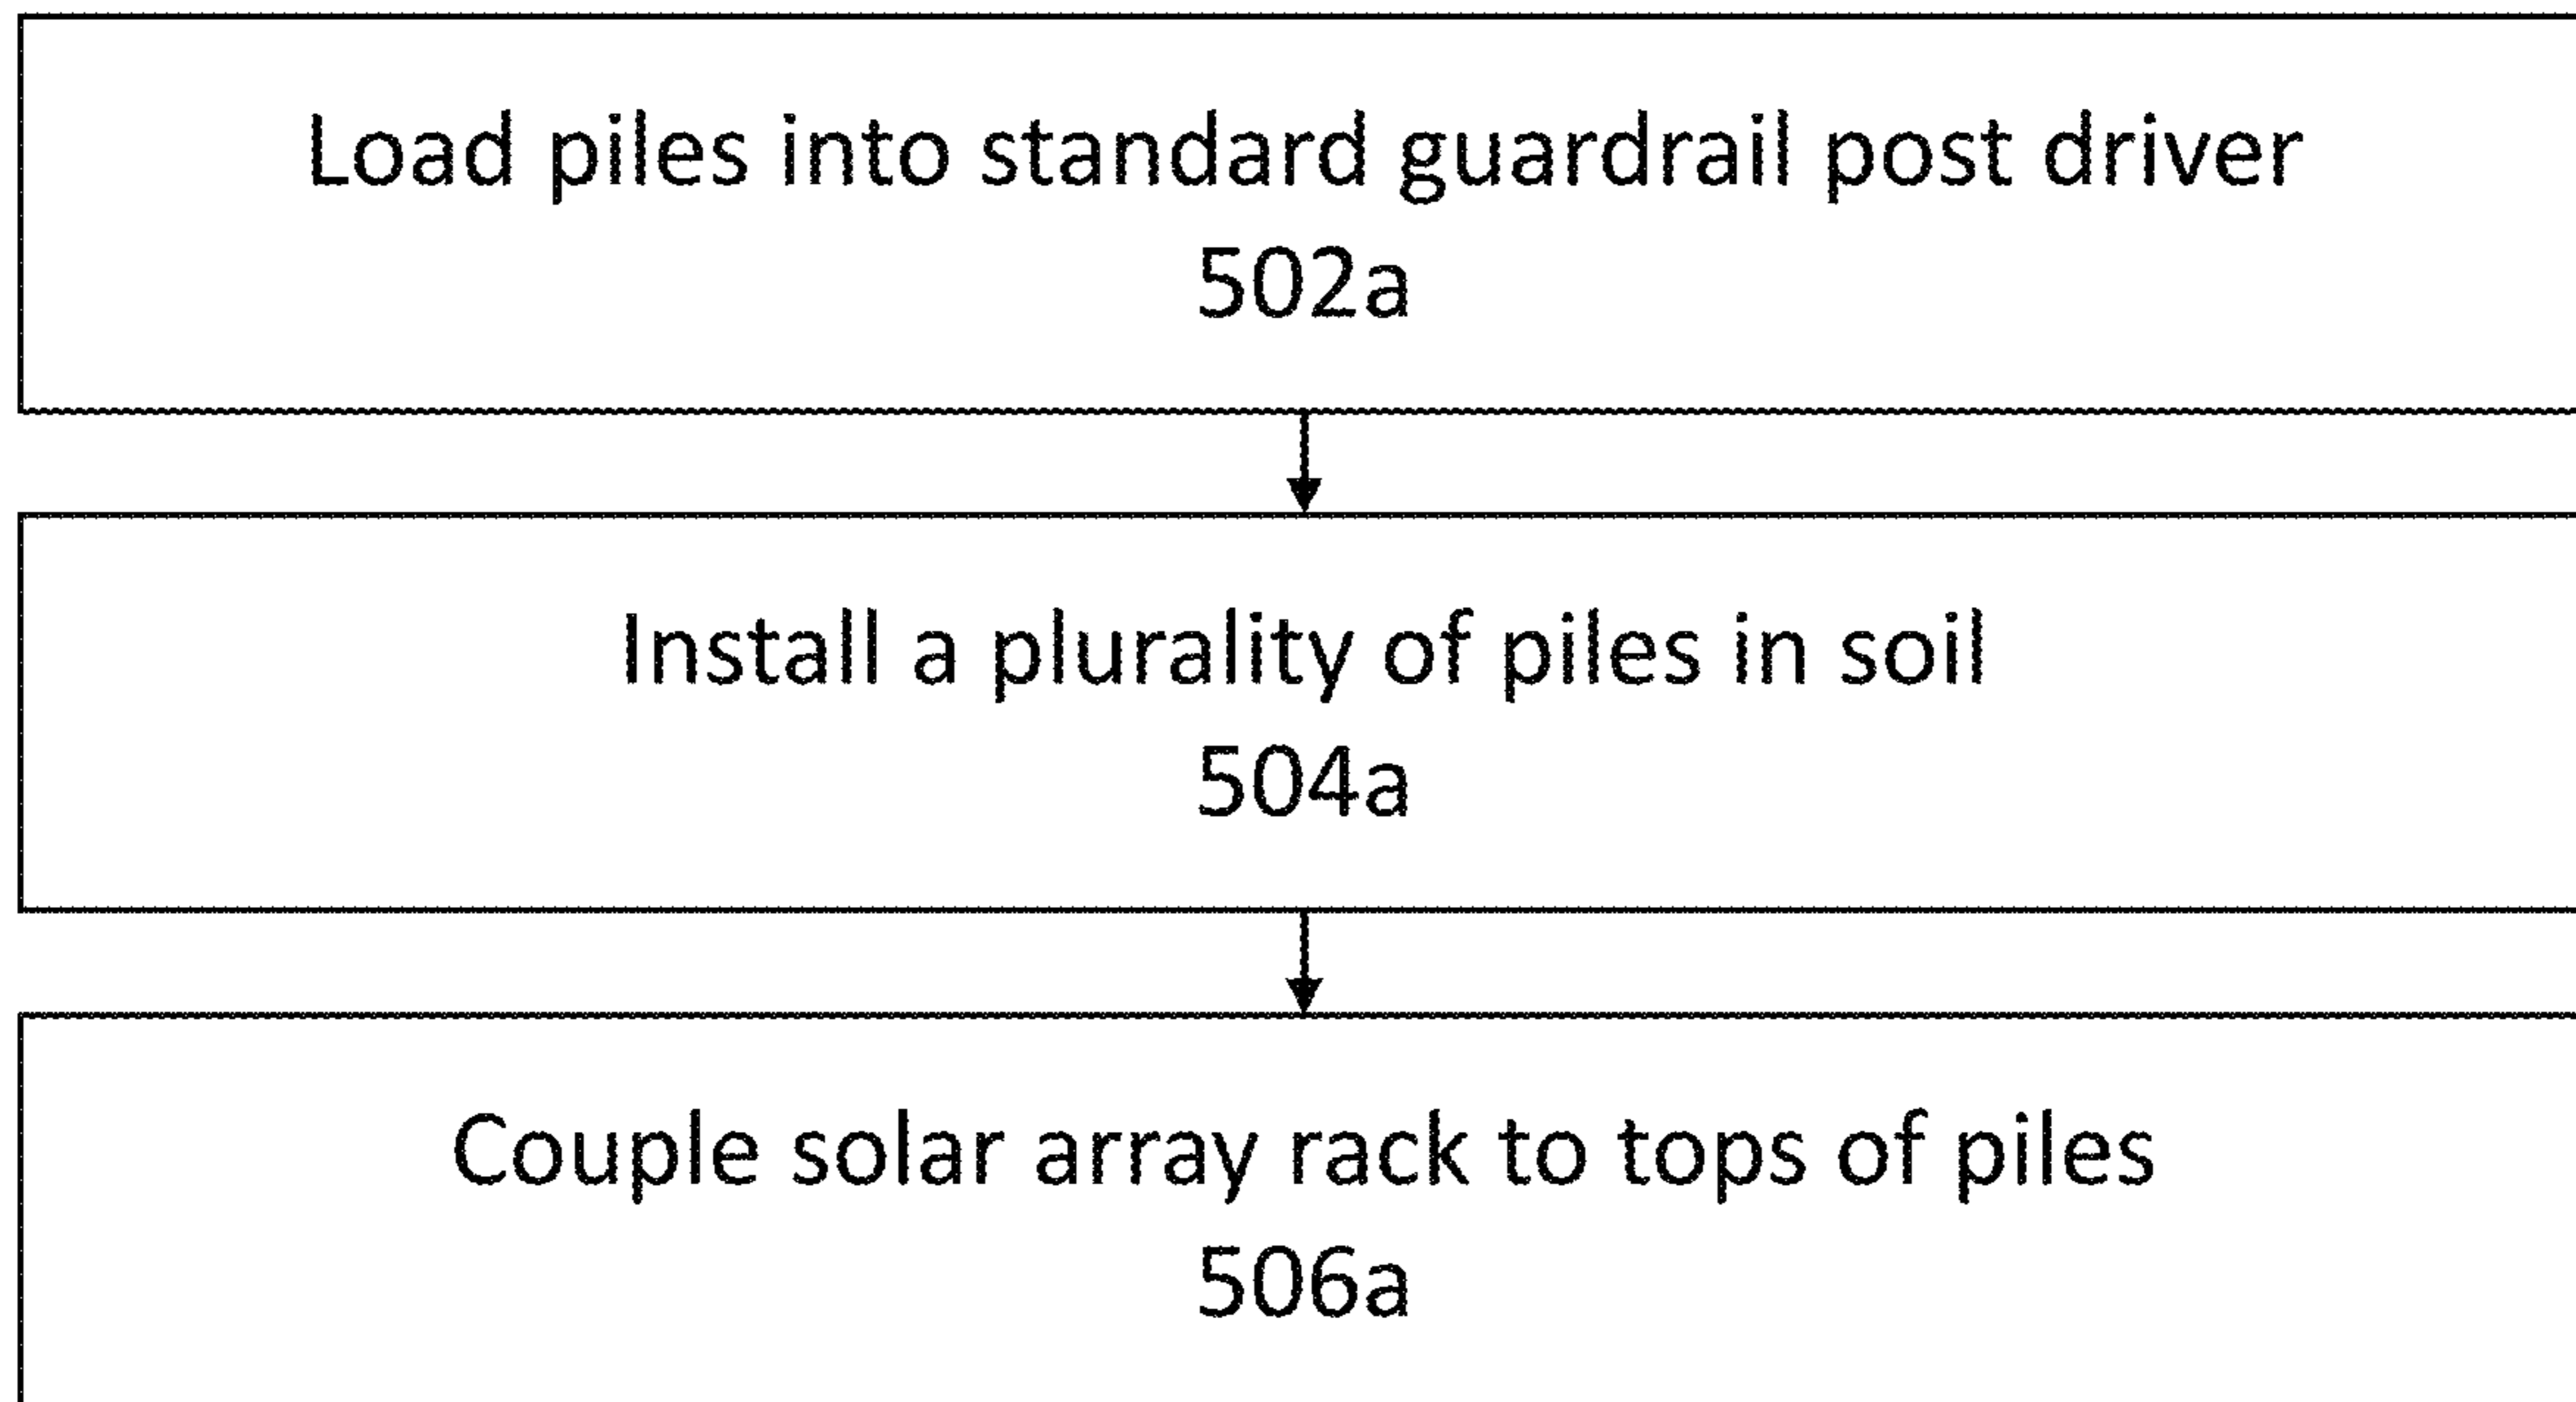 Load piles into standard guardrail post driver
502a
Install a plurality of piles in soil
504a
Couple solar array rack to tops of piles
506a